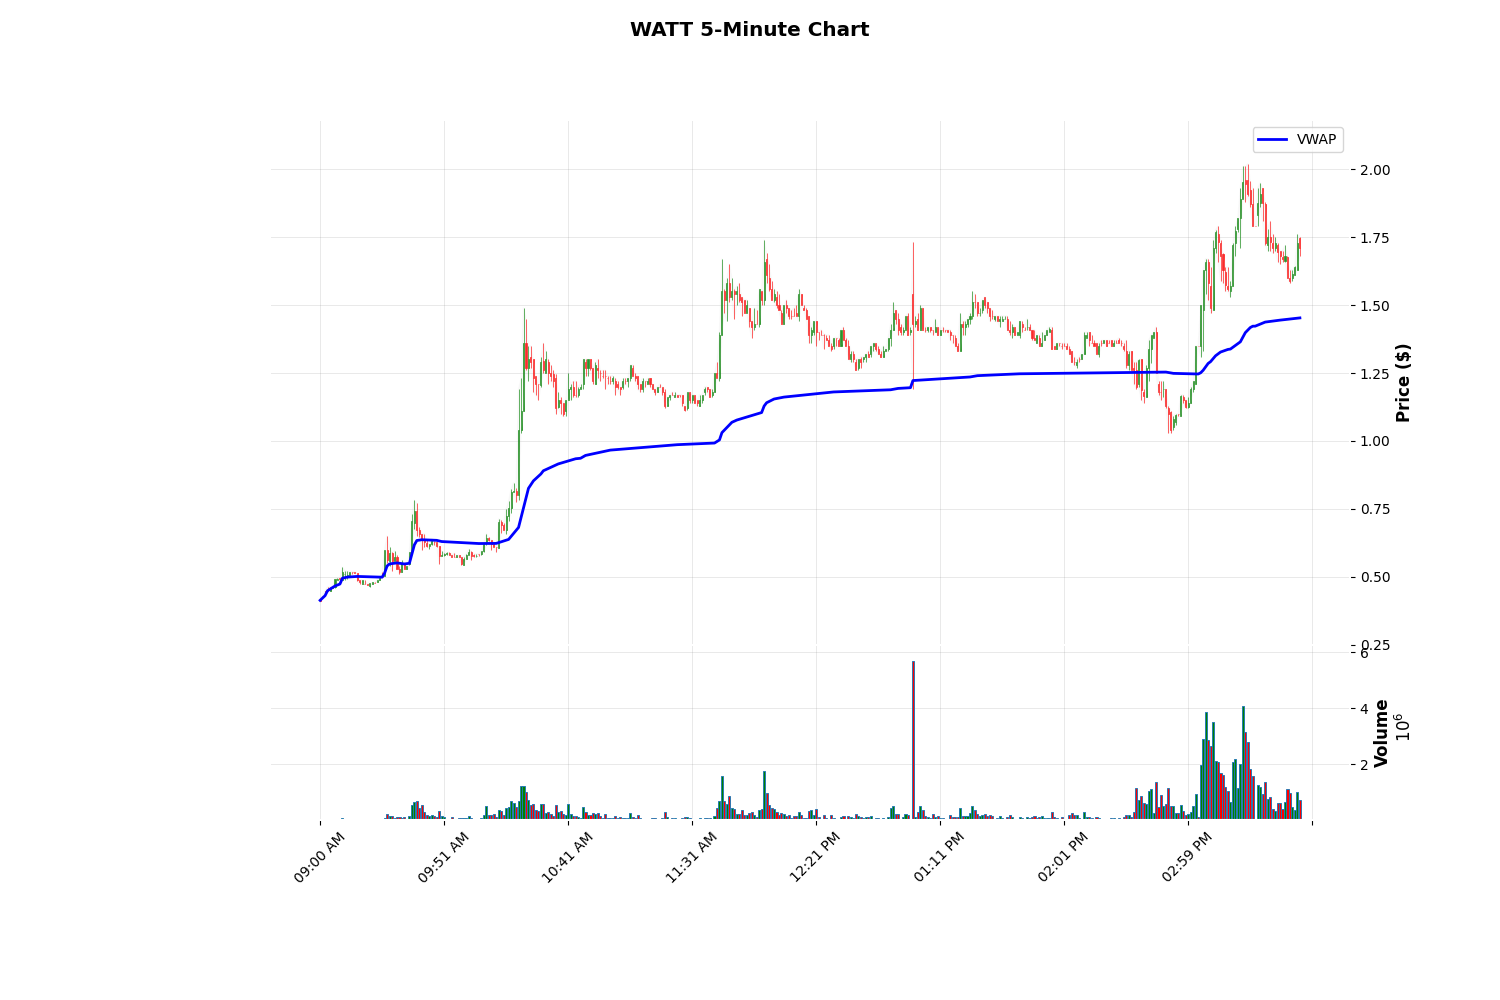 WATT 5-Minute Chart
VWAP
2.00
1.75
1.50
1.25
1.00
0.75
0.50
0.25
Price ($)
6
4
2
Volume
10^6
09:00 AM
09:51 AM
10:41 AM
11:31 AM
12:21 PM
01:11 PM
02:01 PM
02:59 PM